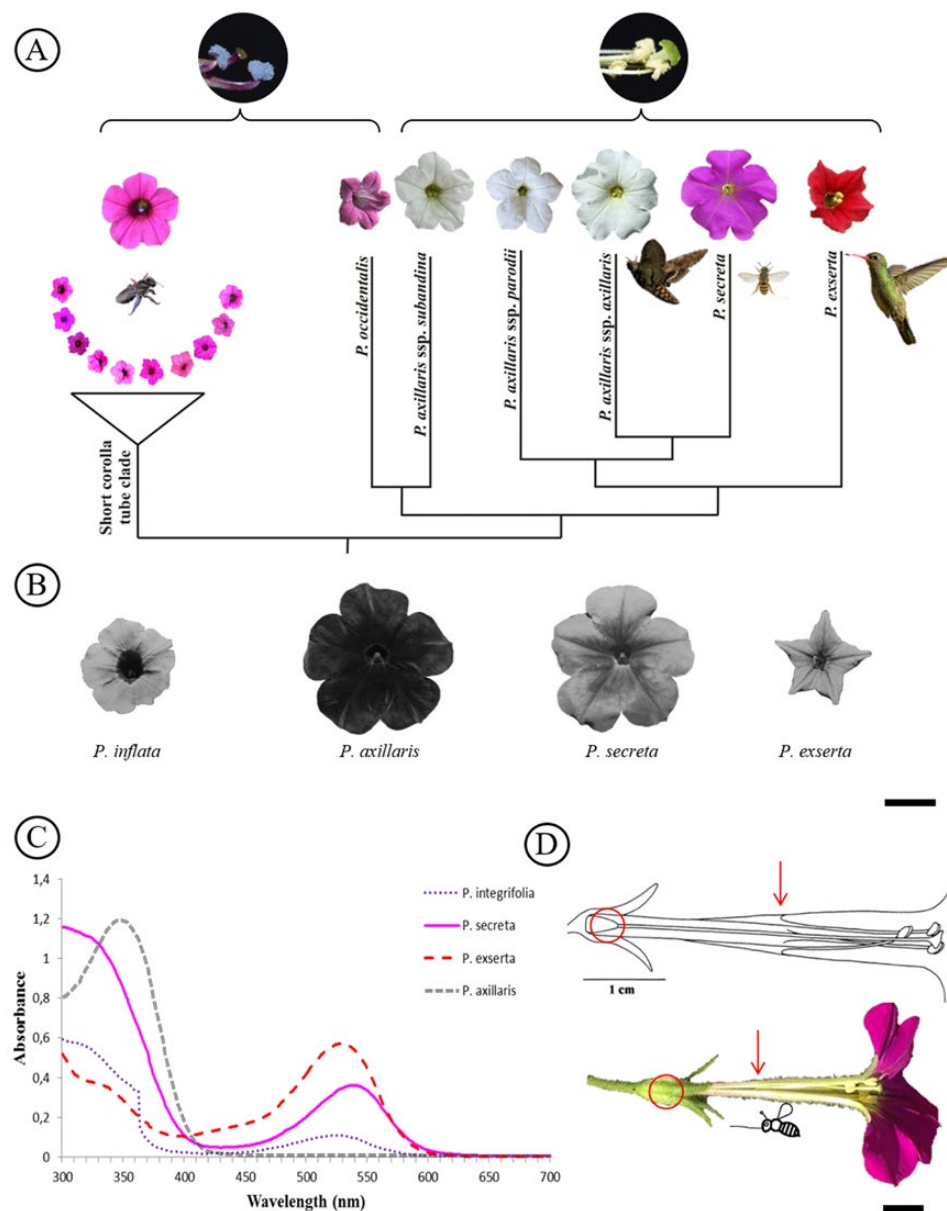 A
P. occidentalis
P. axillaris ssp. subandina
P. axillaris ssp. parodii
P. axillaris ssp. axillaris
P. secreta
P. exserta
Short corolla
tube clade
B
P. inflata
P. axillaris
P. secreta
P. exserta
C
1,4
1,2
1
0,8
0,6
0,4
0,2
0
Absorbance
300
350
400
450
500
550
600
650
700
Wavelength (nm)
P. integrifolia
P. secreta
P. exserta
P. axillaris
D
1 cm